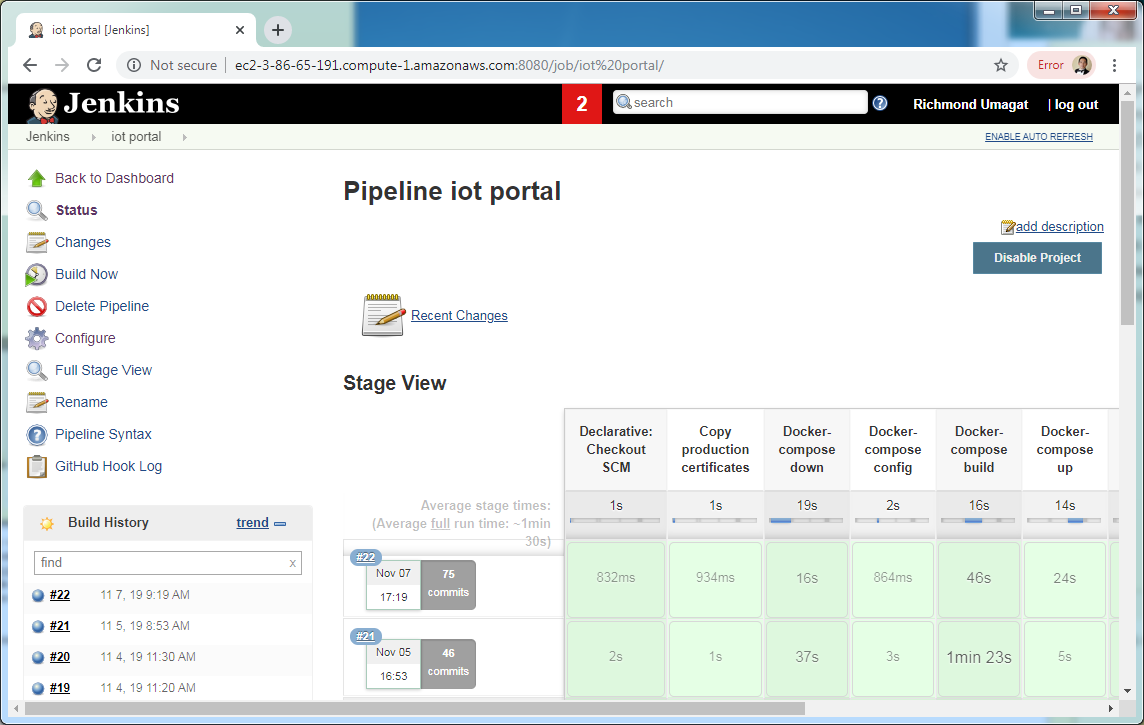 iot portal [Jenkins]
Not secure | ec2-3-86-65-191.compute-1.amazonaws.com:8080/job/iot%20portal/
Error
Jenkins
2
search
Richmond Umagat
| log out
Jenkins
iot portal
ENABLE AUTO REFRESH
Back to Dashboard
Status
Changes
Build Now
Delete Pipeline
Configure
Full Stage View
Rename
Pipeline Syntax
GitHub Hook Log
Build History
trend
find
x
#22 11 7, 19 9:19 AM
#21 11 5, 19 8:53 AM
#20 11 4, 19 11:30 AM
#19 11 4, 19 11:20 AM
Pipeline iot portal
add description
Disable Project
Recent Changes
Stage View
Declarative:
Checkout
SCM
Copy
production
certificates
Docker-
compose
down
Docker-
compose
config
Docker-
compose
build
Docker-
compose
up
Average stage times:
(Average full run time: ~1min
30s)
1s
1s
19s
2s
16s
14s
#22
Nov 07
17:19
75
commits
832ms
934ms
16s
864ms
46s
24s
#21
Nov 05
16:53
46
commits
2s
1s
37s
3s
1min 23s
5s